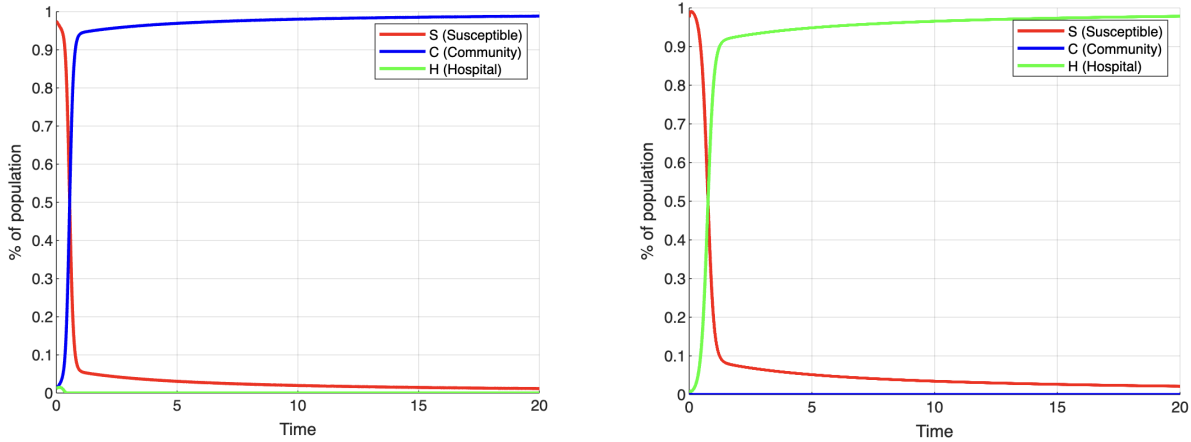 1
0.9
0.8
0.7
0.6
0.5
0.4
0.3
0.2
0.1
0
% of population
S (Susceptible)
C (Community)
H (Hospital)
0 5 10 15 20
Time
1
0.9
0.8
0.7
0.6
0.5
0.4
0.3
0.2
0.1
0
% of population
S (Susceptible)
C (Community)
H (Hospital)
0 5 10 15 20
Time